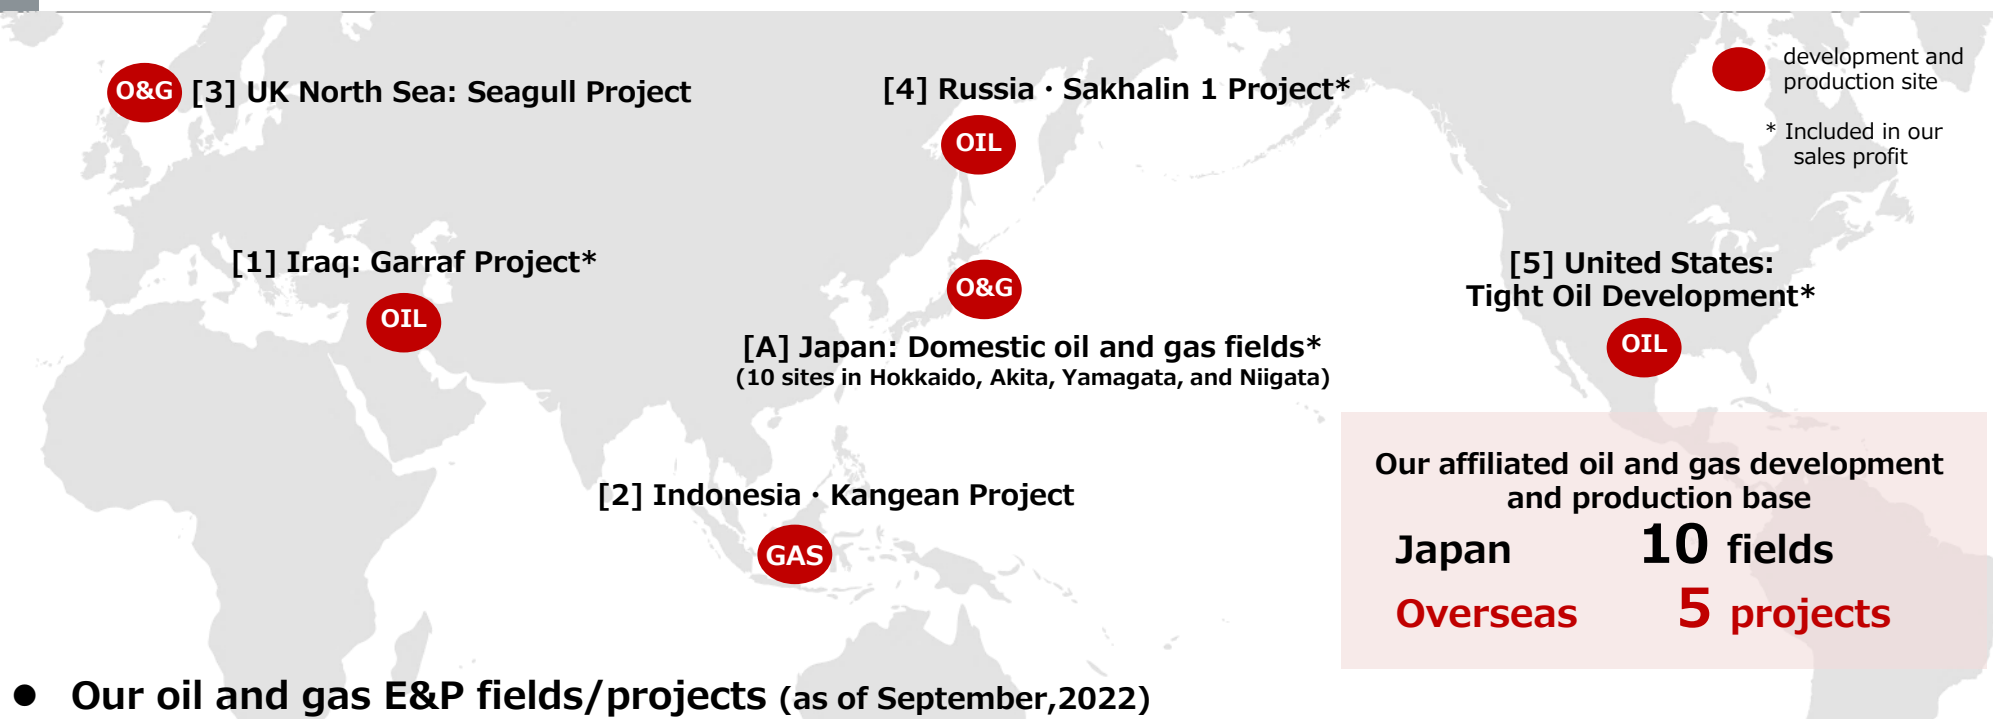 O&G [3] UK North Sea: Seagull Project
[4] Russia・Sakhalin 1 Project*
OIL
development and
production site
* Included in our
sales profit
[1] Iraq: Garraf Project*
OIL
O&G
[A] Japan: Domestic oil and gas fields*
(10 sites in Hokkaido, Akita, Yamagata, and Niigata)
[5] United States:
Tight Oil Development*
OIL
[2] Indonesia・Kangean Project
GAS
Our affiliated oil and gas development
and production base
Japan 10 fields
Overseas 5 projects
● Our oil and gas E&P fields/projects (as of September,2022)